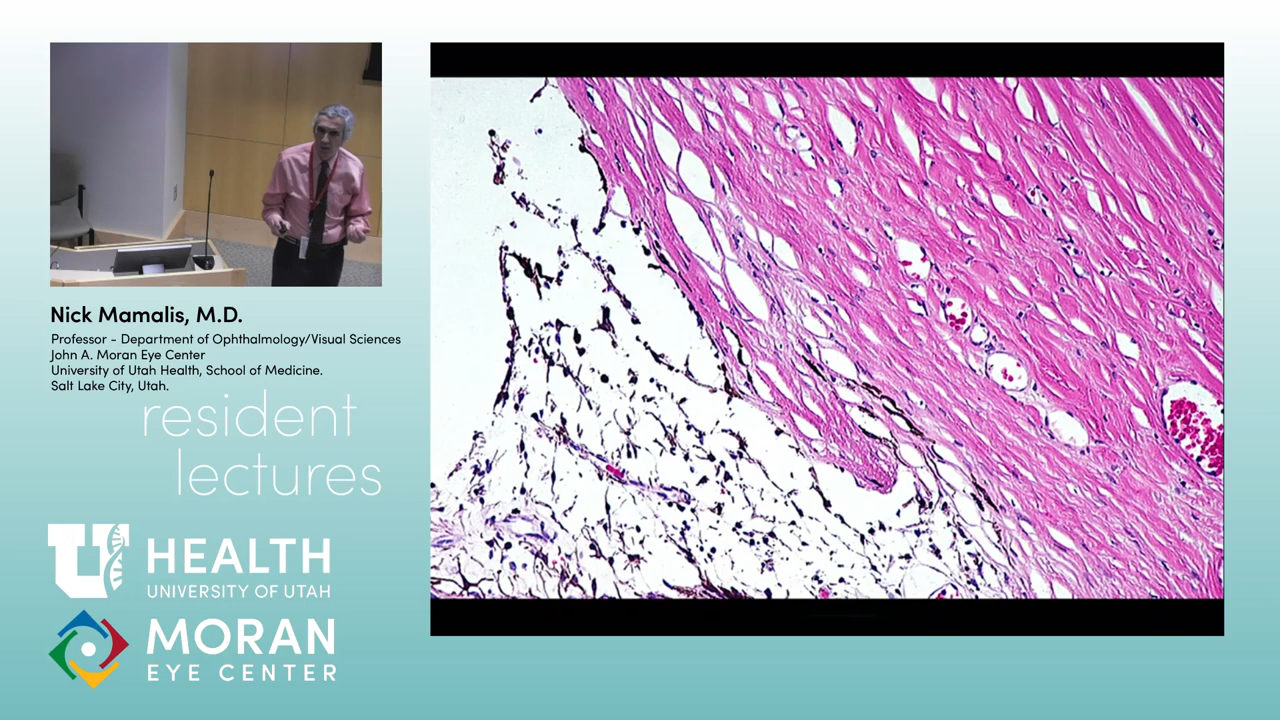 Nick Mamalis, M.D.
Professor - Department of Ophthalmology/Visual Sciences
John A. Moran Eye Center
University of Utah Health, School of Medicine.
Salt Lake City, Utah.
resident
lectures
U HEALTH
UNIVERSITY OF UTAH
MORAN
EYE CENTER